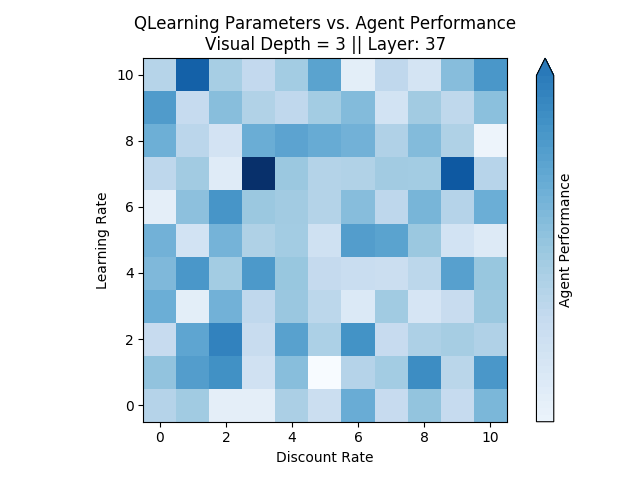 QLearning Parameters vs. Agent Performance
Visual Depth = 3 || Layer: 37
10
8
6
4
2
0
Learning Rate
0 2 4 6 8 10
Discount Rate
Agent Performance